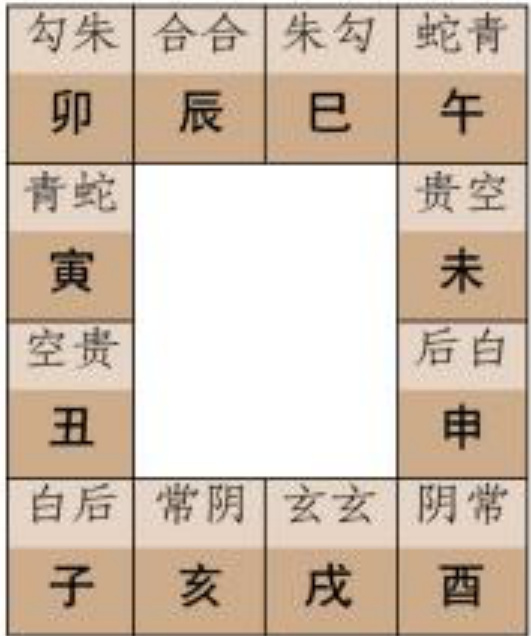 勾朱 合合 朱勾 蛇青
卯 辰 巳 午
青蛇 贵空
寅 未
空贵 后白
丑 申
白后 常阴 玄玄 阴常
子 亥 戌 酉